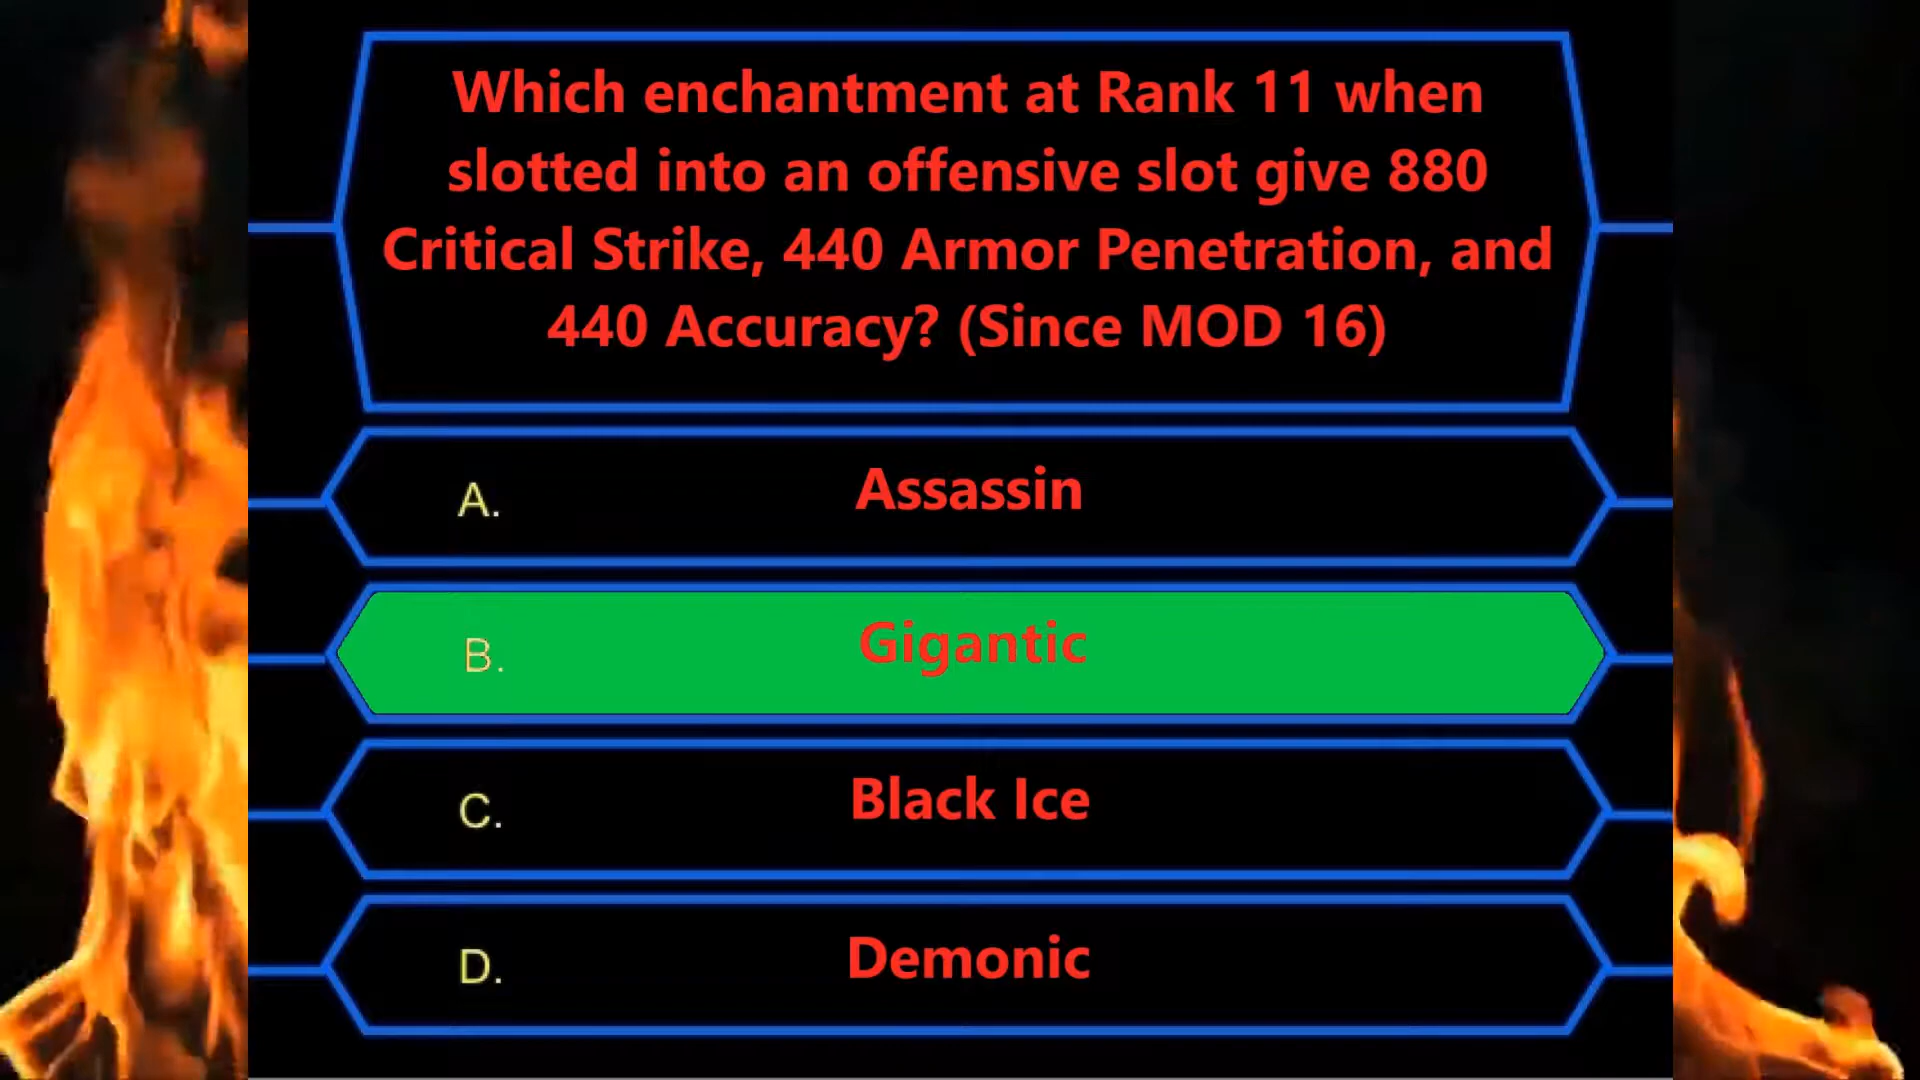 Which enchantment at Rank 11 when
slotted into an offensive slot give 880
Critical Strike, 440 Armor Penetration, and
440 Accuracy? (Since MOD 16)
A. Assassin
B. Gigantic
C. Black Ice
D. Demonic